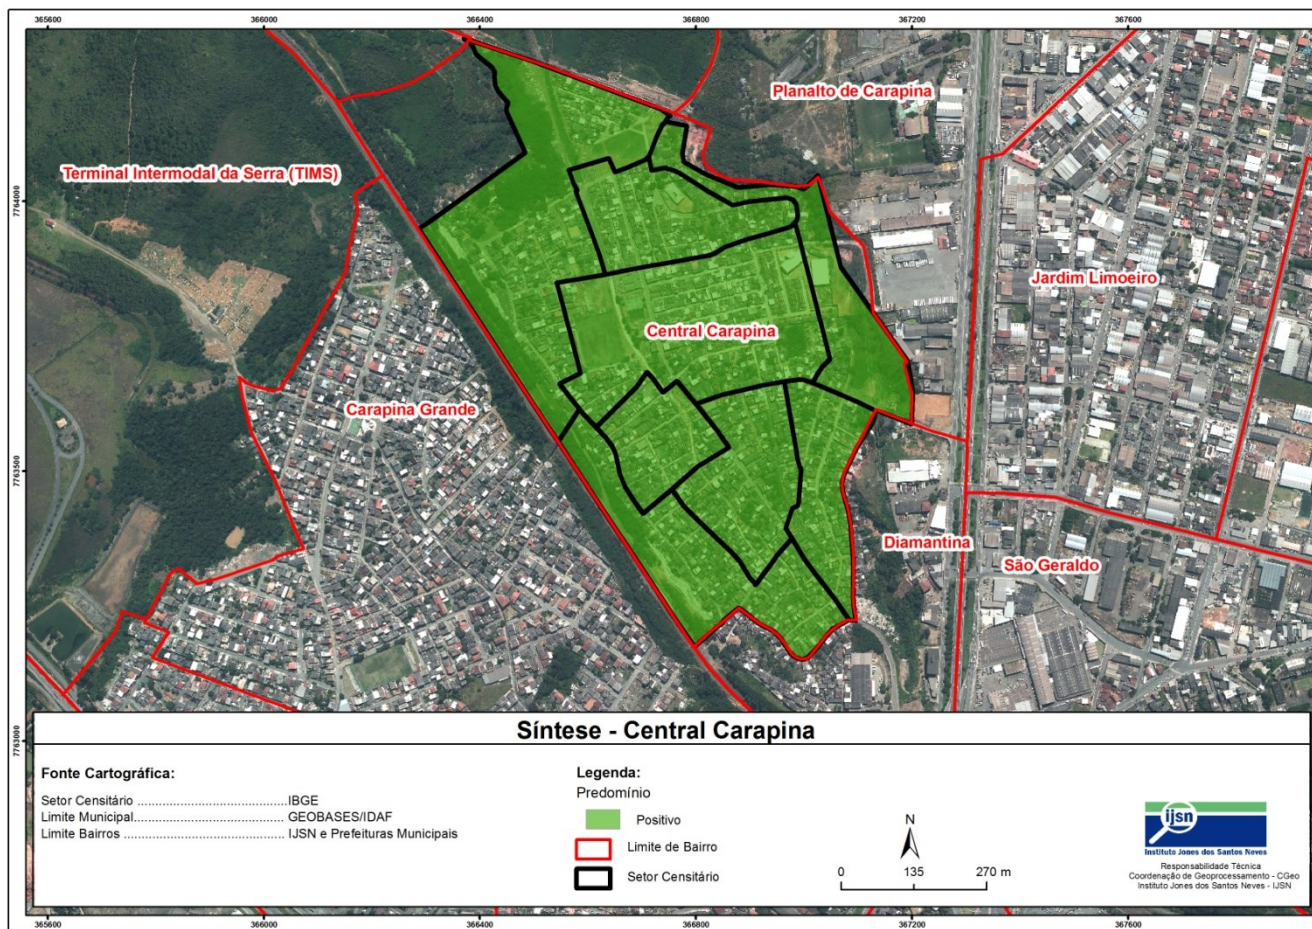 365600 366000 366400 366800 367200 367600
Planalto de Carapina
Terminal Intermodal da Serra (TIMS)
7764000
Jardim Limoeiro
Central Carapina
Carapina Grande
7763500
Diamantina
São Geraldo
7763000
Síntese - Central Carapina
Fonte Cartográfica:
Setor Censitário ............................................IBGE
Limite Municipal............................................ GEOBASES/IDAF
Limite Bairros ................................................ IJSN e Prefeituras Municipais
Legenda:
Predomínio
Positivo
Limite de Bairro
Setor Censitário
N
0 135 270 m
ijsn
Instituto Jones dos Santos Neves
Responsabilidade Técnica
Coordenação de Geoprocessamento - CGeo
Instituto Jones dos Santos Neves - IJSN
365600 366000 366400 366800 367200 367600